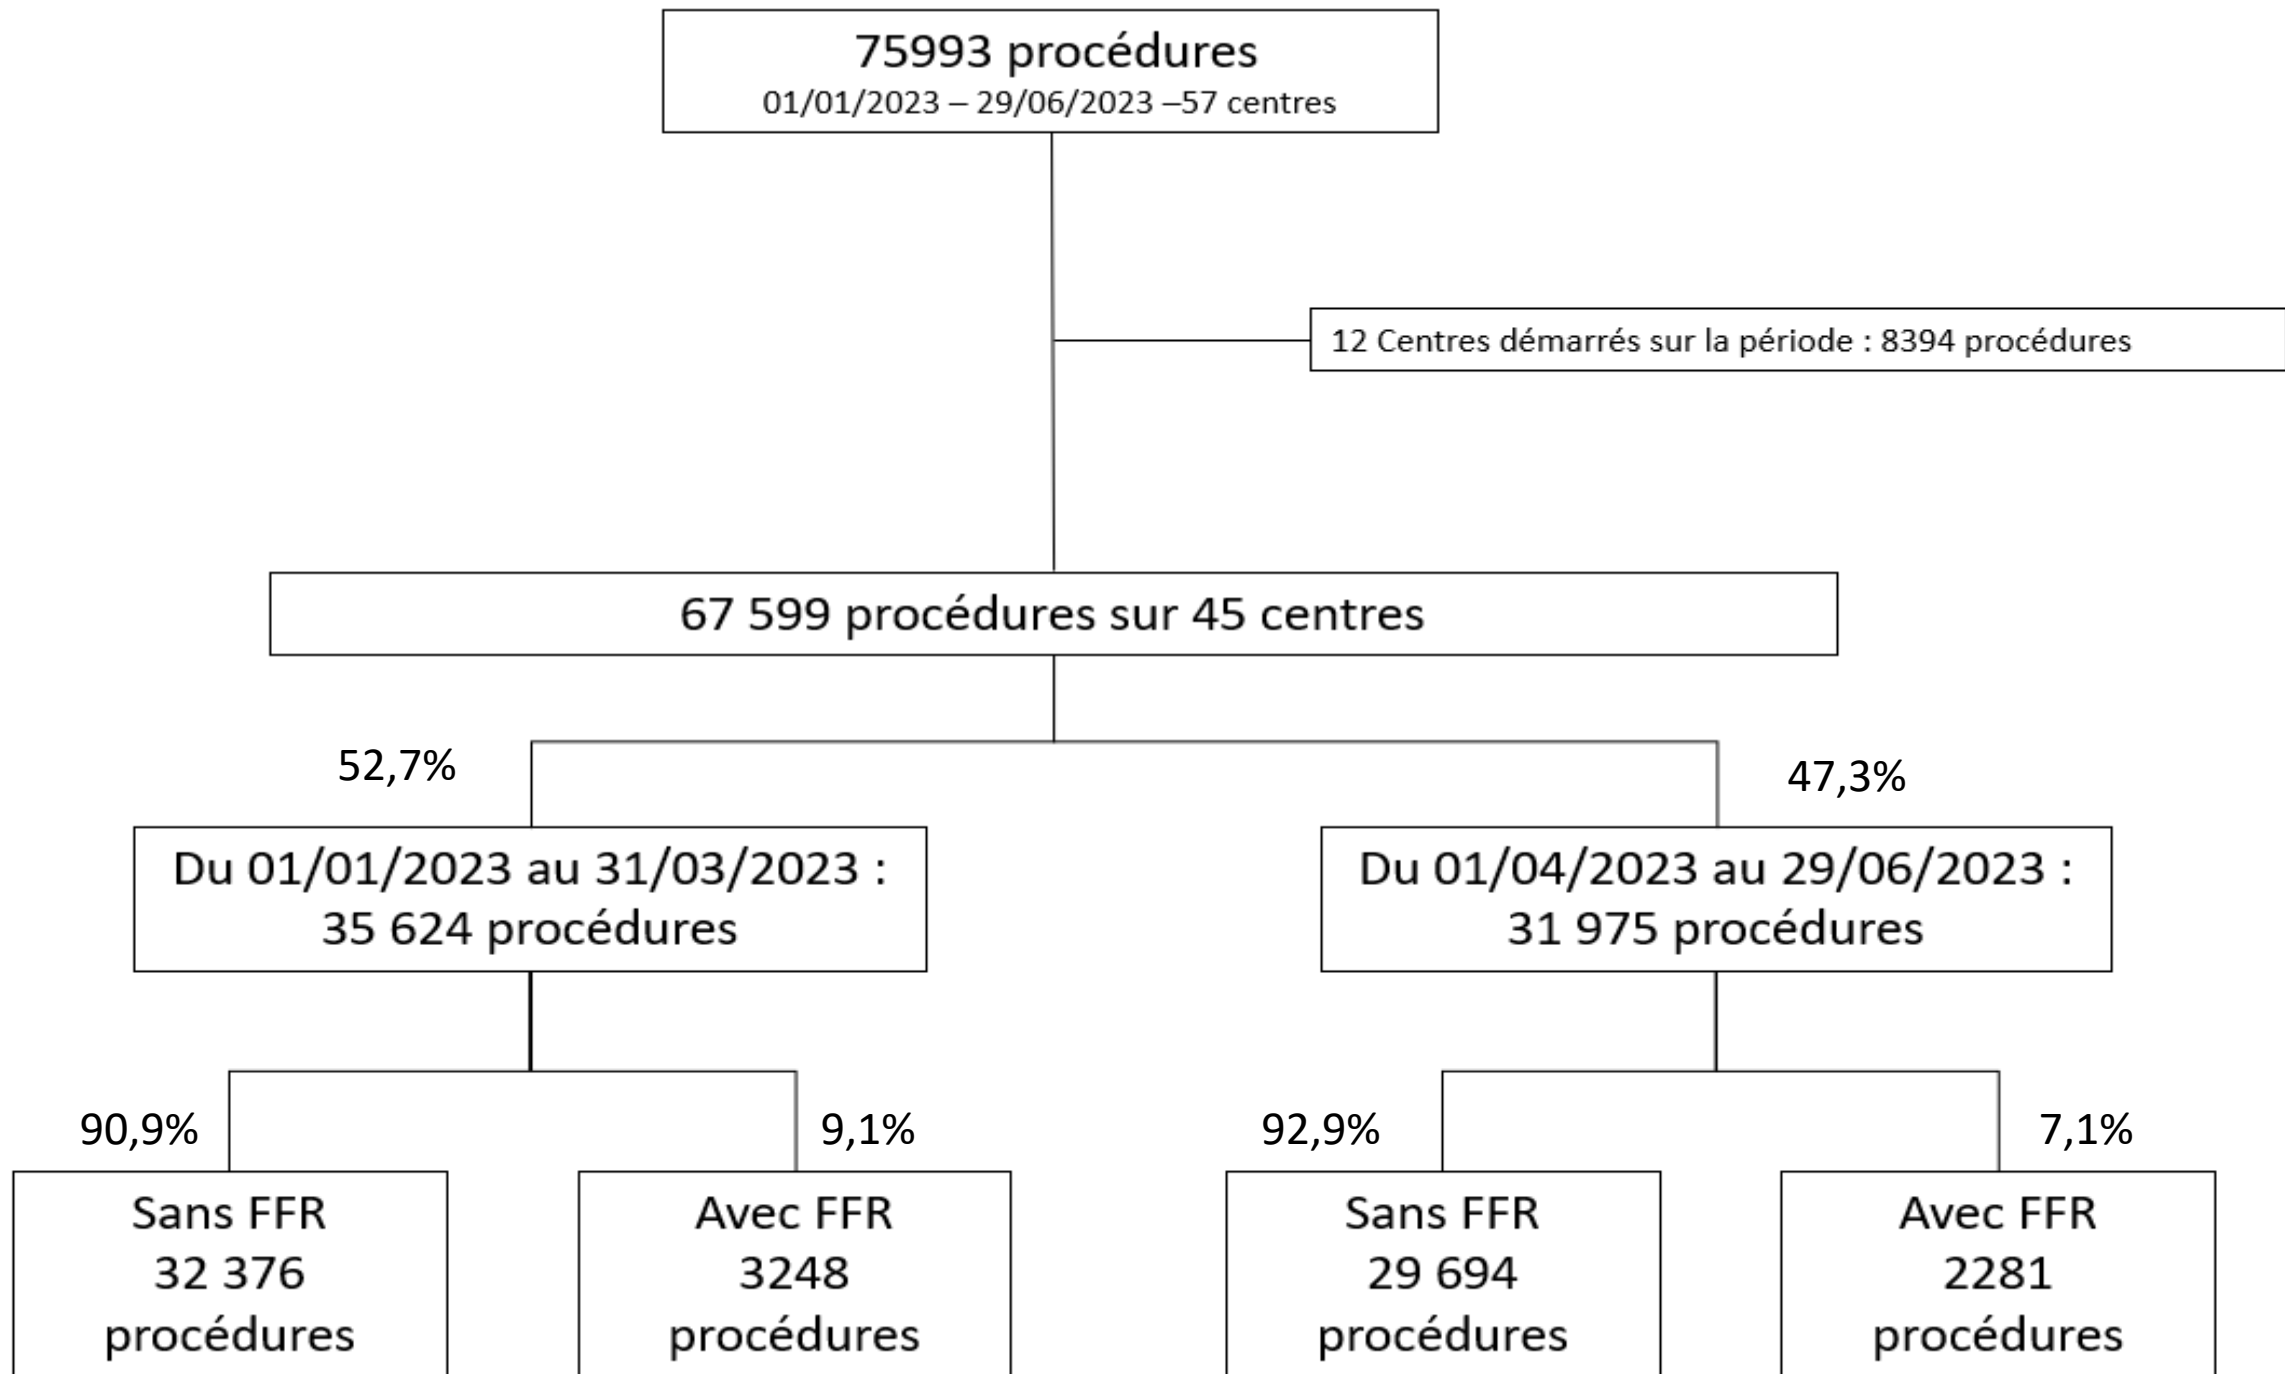 75993 procédures
01/01/2023 – 29/06/2023 –57 centres
12 Centres démarrés sur la période : 8394 procédures
67 599 procédures sur 45 centres
52,7%
47,3%
Du 01/01/2023 au 31/03/2023 :
35 624 procédures
Du 01/04/2023 au 29/06/2023 :
31 975 procédures
90,9%
9,1%
92,9%
7,1%
Sans FFR
32 376
procédures
Avec FFR
3248
procédures
Sans FFR
29 694
procédures
Avec FFR
2281
procédures